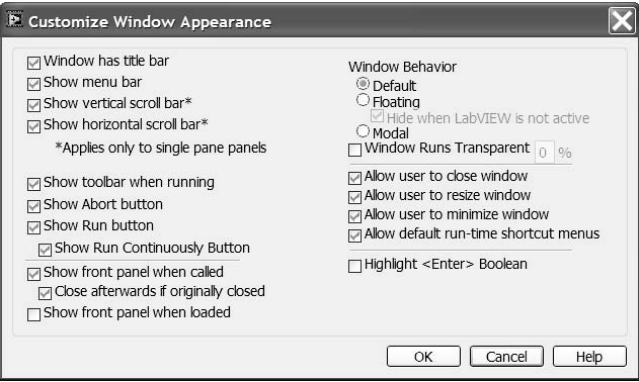 Customize Window Appearance
Window has title bar
Show menu bar
Show vertical scroll bar*
Show horizontal scroll bar*
*Applies only to single pane panels
Show toolbar when running
Show Abort button
Show Run button
Show Run Continuously Button
Show front panel when called
Close afterwards if originally closed
Show front panel when loaded
Window Behavior
Default
Floating
Hide when LabVIEW is not active
Modal
Window Runs Transparent 0 %
Allow user to close window
Allow user to resize window
Allow user to minimize window
Allow default run-time shortcut menus
Highlight <Enter> Boolean
OK Cancel Help